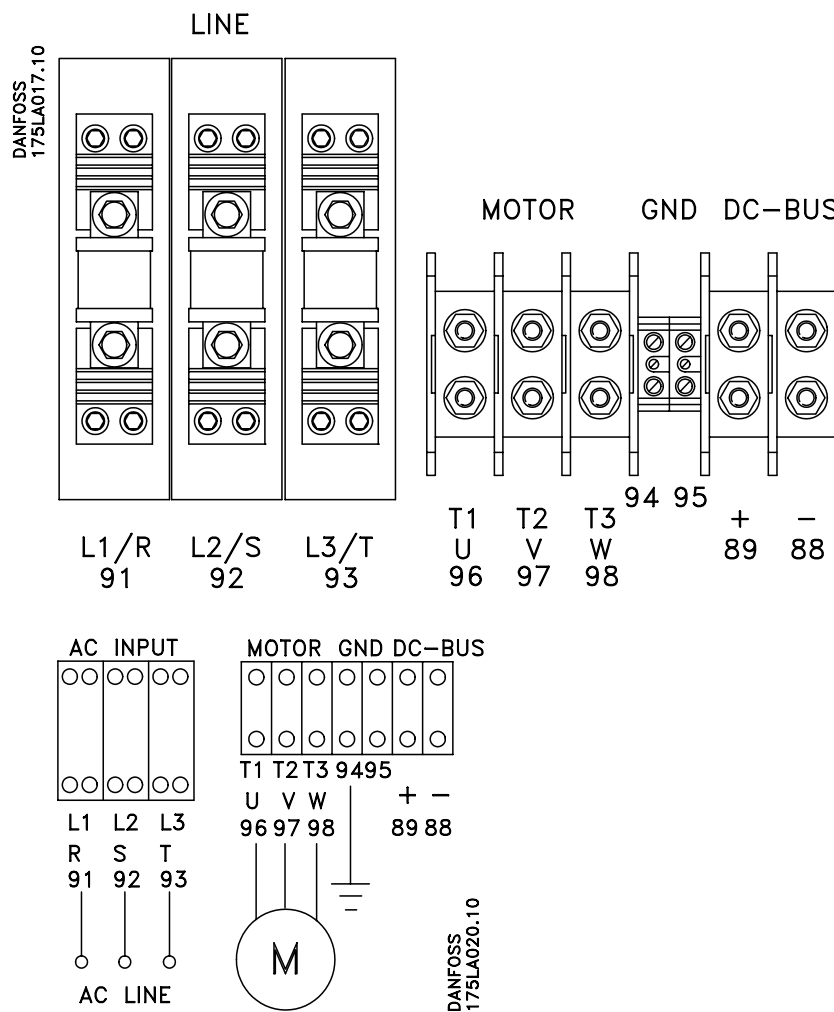 LINE
DANFOSS
175LA017.10
MOTOR GND DC-BUS
94 95
T1 T2 T3 + -
L1/R L2/S L3/T U V W 89 88
91 92 93 96 97 98
AC INPUT
MOTOR GND DC-BUS
T1 T2 T3 94 95
U V W + -
96 97 98 89 88
L1 L2 L3
R S T
91 92 93
M
AC LINE
DANFOSS
175LA020.10